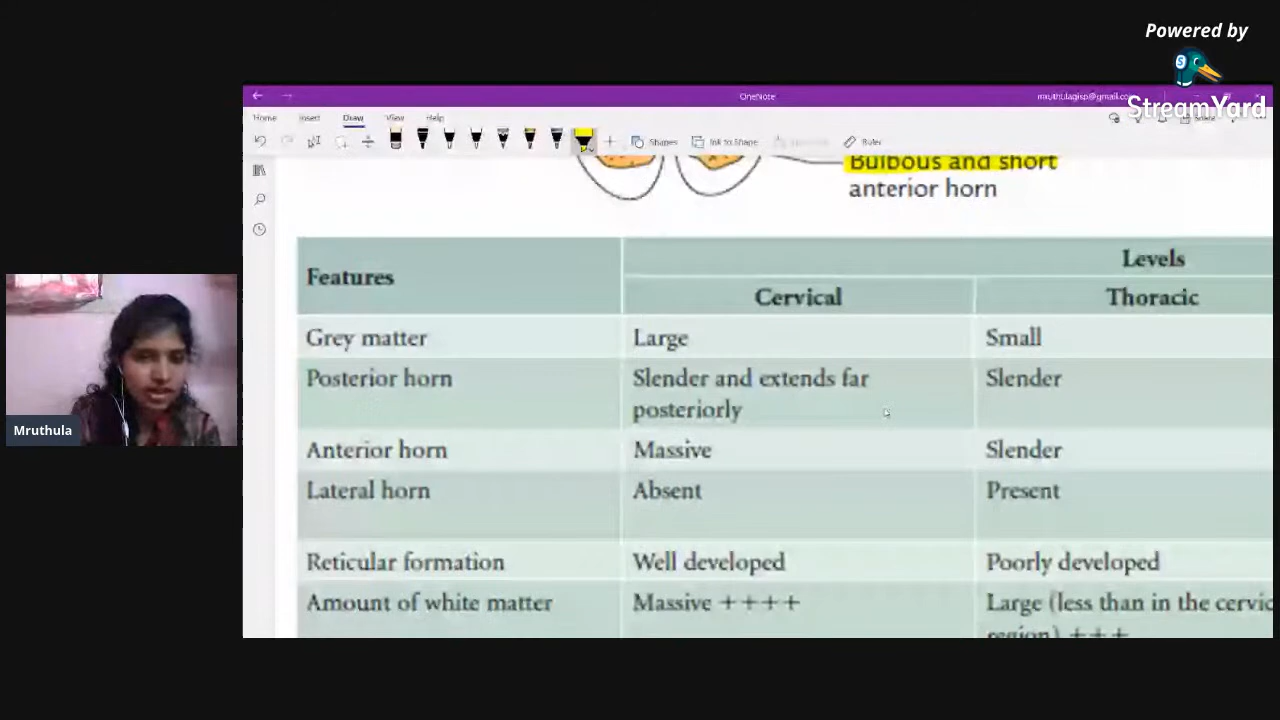 Powered by
StreamYard
OneNote
Home Insert Draw View Help
Shapes Ink to Shape Ruler
Bulbous and short
anterior horn
Features Levels
Cervical Thoracic
Grey matter Large Small
Posterior horn Slender and extends far Slender
posteriorly
Anterior horn Massive Slender
Lateral horn Absent Present
Reticular formation Well developed Poorly developed
Amount of white matter Massive ++++ Large (less than in the cervic
region) +++
Mruthula